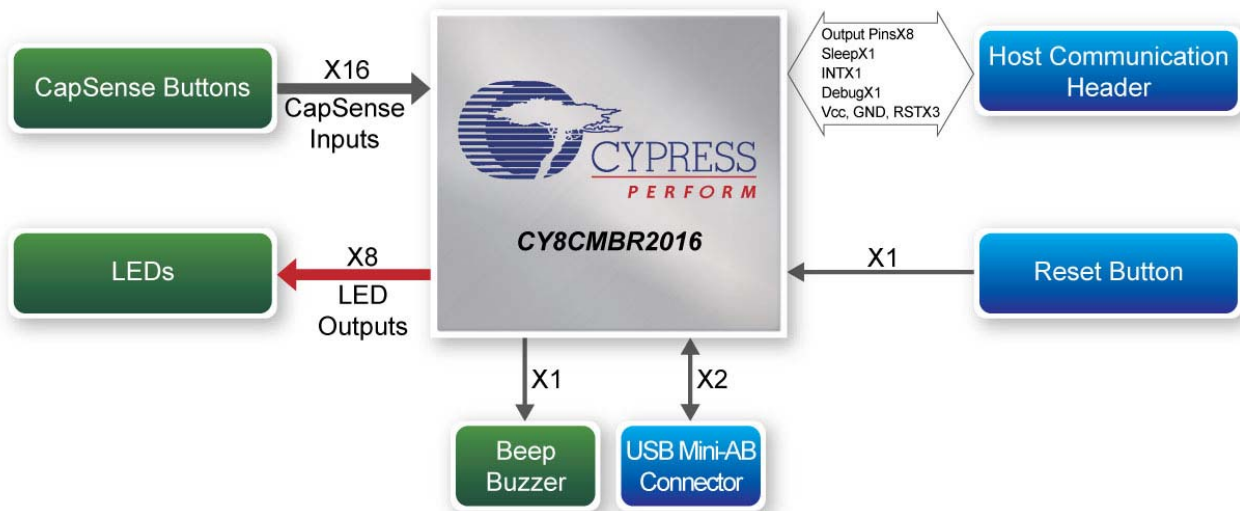 CapSense Buttons
X16
CapSense
Inputs
CYPRESS
PERFORM
CY8CMBR2016
Output PinsX8
SleepX1
INTX1
DebugX1
Vcc, GND, RSTX3
Host Communication
Header
LEDs
X8
LED
Outputs
X1
Reset Button
X1
X2
Beep
Buzzer
USB Mini-AB
Connector